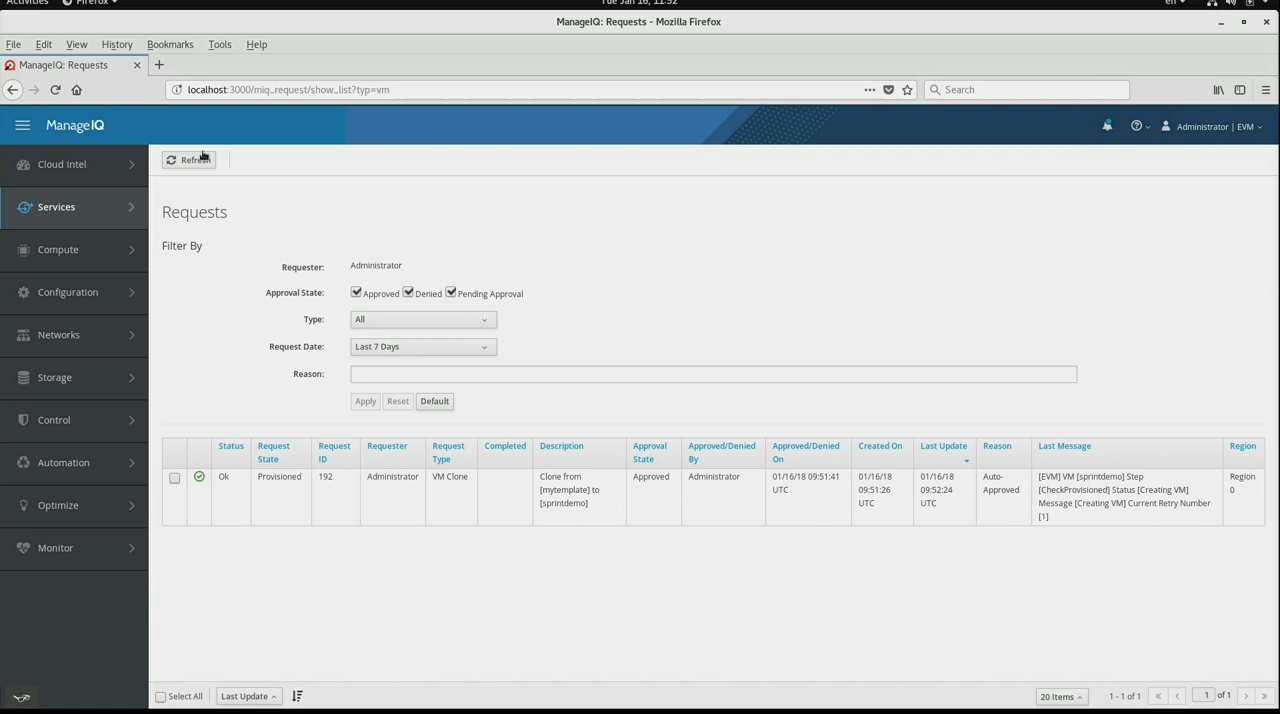 Activities Firefox Tue Jan 16, 11:52 en
ManageIQ: Requests - Mozilla Firefox
File Edit View History Bookmarks Tools Help
ManageIQ: Requests
localhost:3000/miq_request/show_list?typ=vm Search
ManageIQ Administrator | EVM
Cloud Intel
Services
Compute
Configuration
Networks
Storage
Control
Automation
Optimize
Monitor
Refresh
Requests
Filter By
Requester: Administrator
Approval State: Approved Denied Pending Approval
Type: All
Request Date: Last 7 Days
Reason:
Apply Reset Default
Status Request State Request ID Requester Request Type Completed Description Approval State Approved/Denied By Approved/Denied On Created On Last Update Reason Last Message Region
Ok Provisioned 192 Administrator VM Clone Clone from [mytemplate] to [sprintdemo] Approved Administrator 01/16/18 09:51:41 UTC 01/16/18 09:51:26 UTC 01/16/18 09:52:24 UTC Auto-Approved [EVM] VM [sprintdemo] Step [CheckProvisioned] Status [Creating VM] Message [Creating VM] Current Retry Number [1] Region 0
Select All Last Update 20 Items 1 - 1 of 1 1 of 1